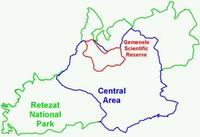 Gemenele
Scientific
Reserve
Central
Area
Retezat
National
Park